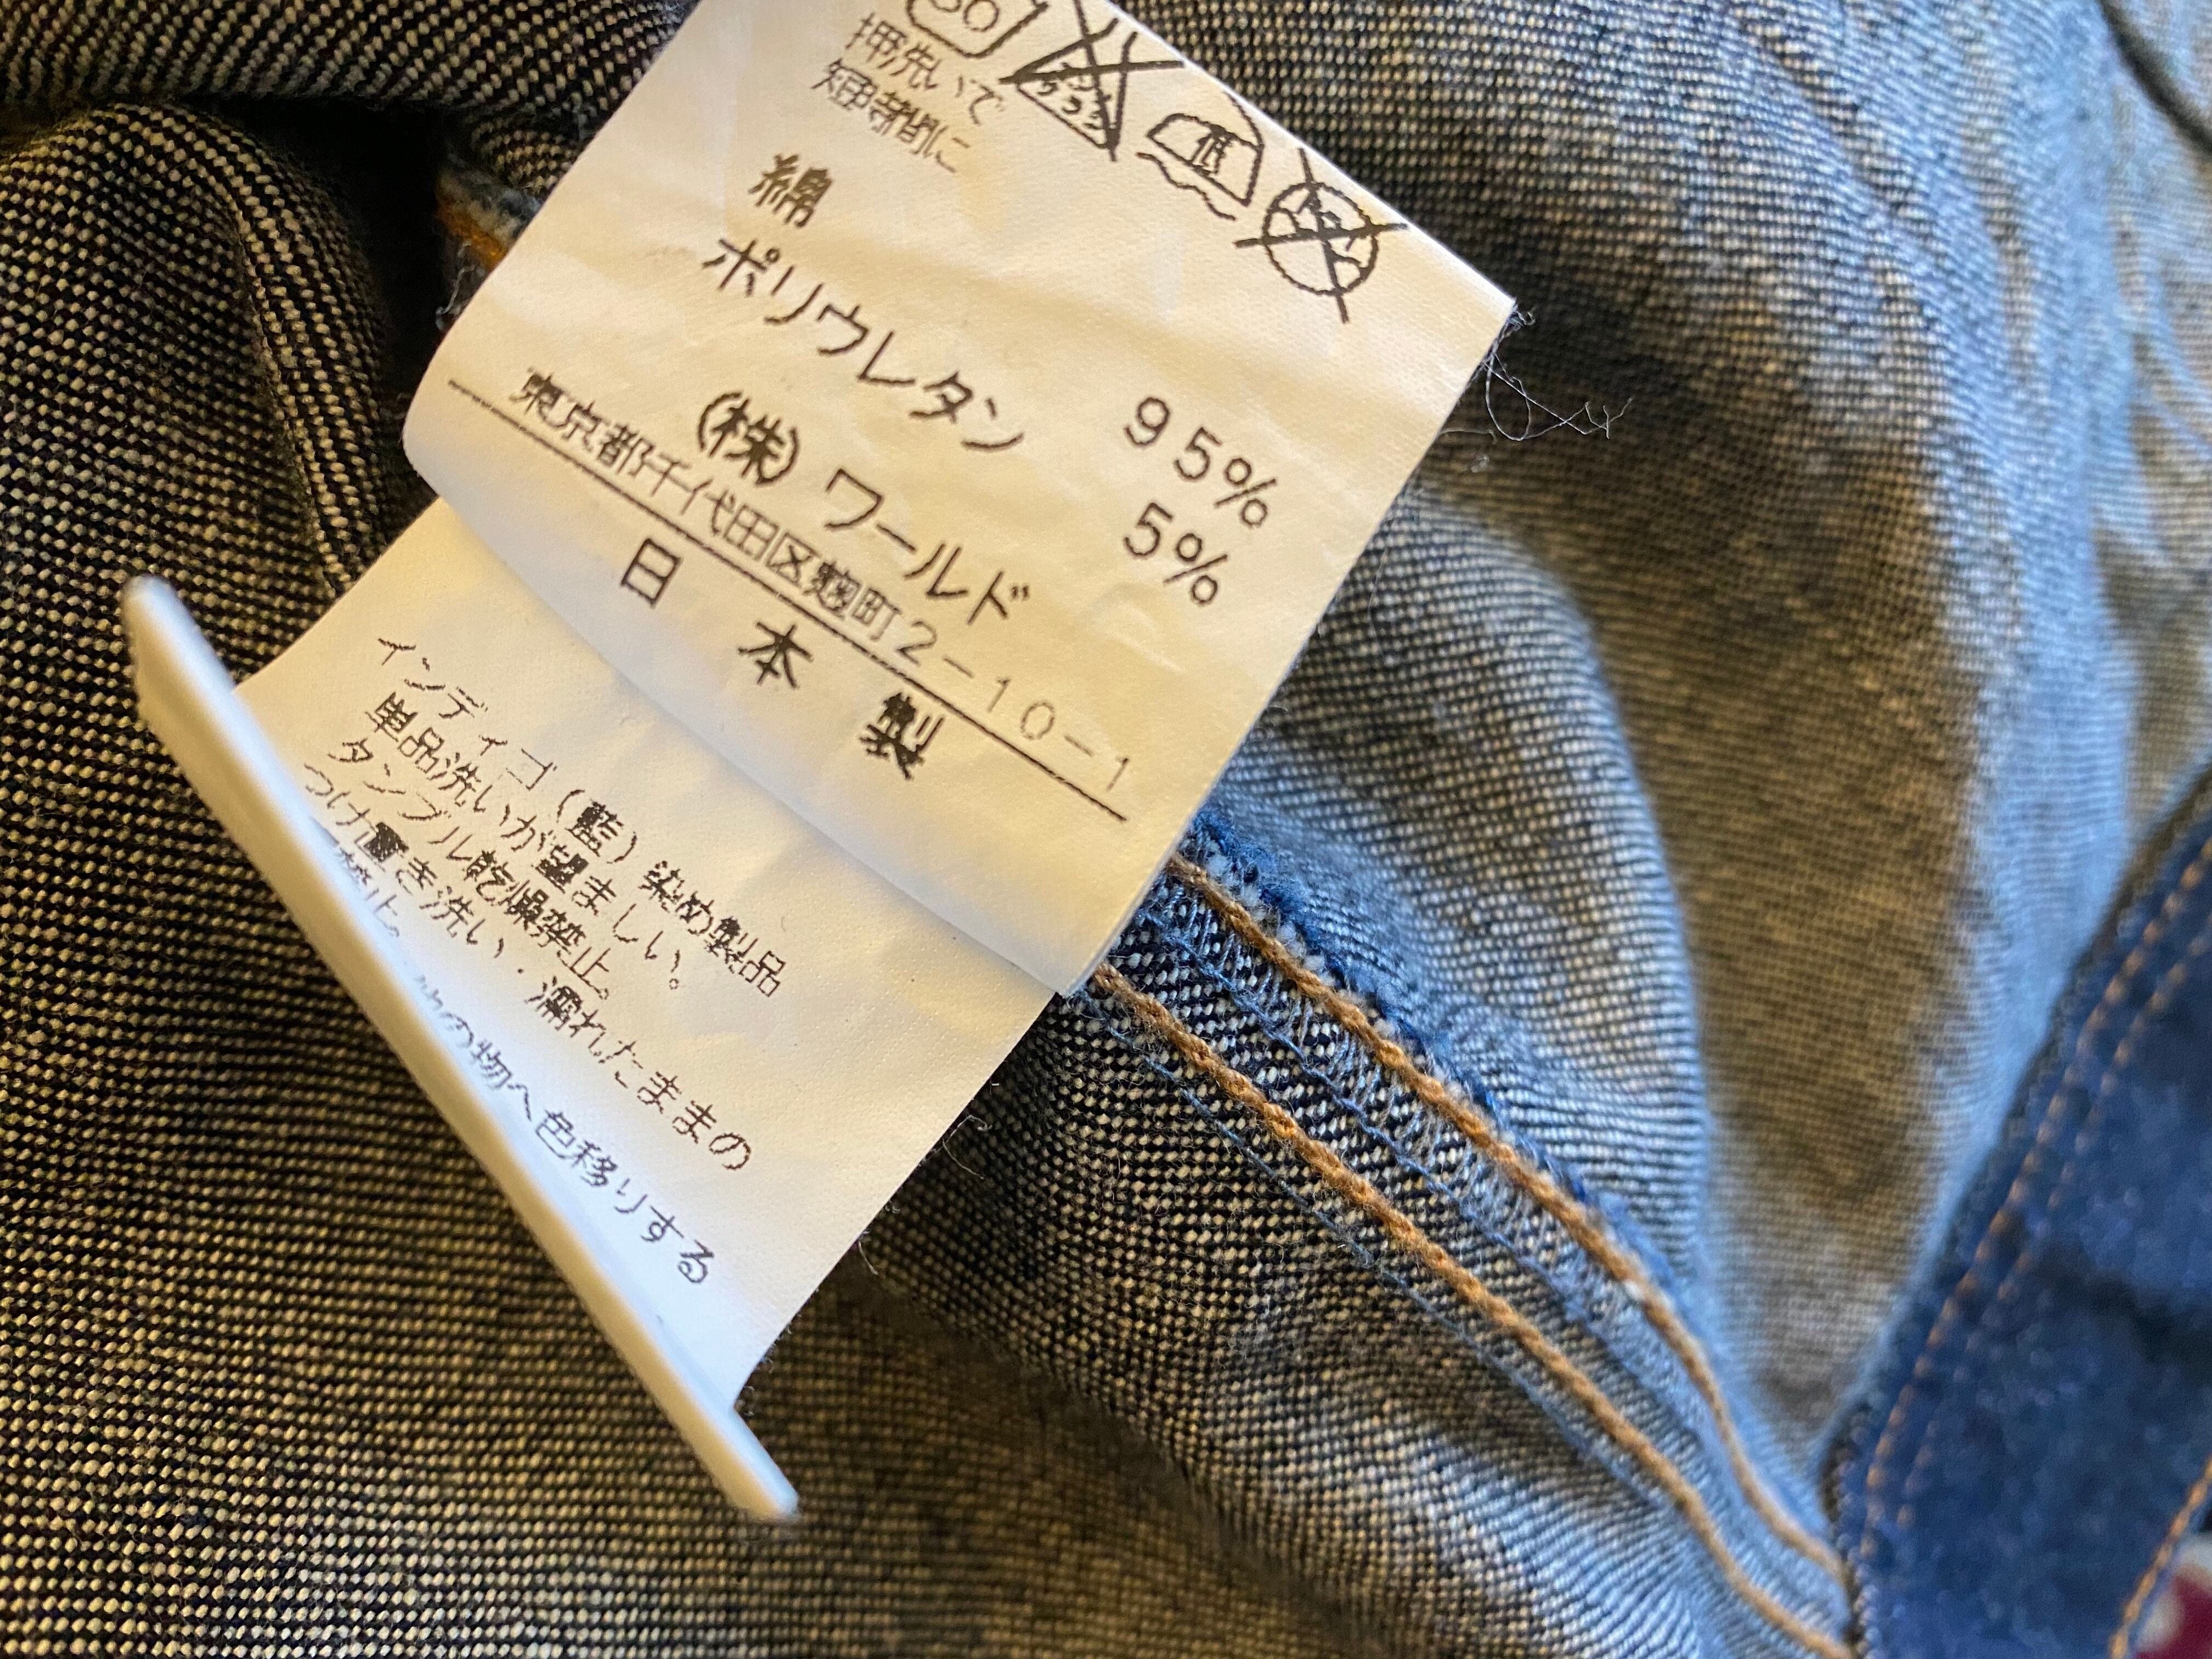 押洗いで
短時間に
低
綿 95%
ポリウレタン 5%
(株)ワールド
東京都千代田区麹町2-10-1
日本製
インディゴ(藍)染め製品
単品洗いが望ましい。
タンブル乾燥禁止。
つけ置き洗い・濡れたままの
禁止。
物へ色移りする